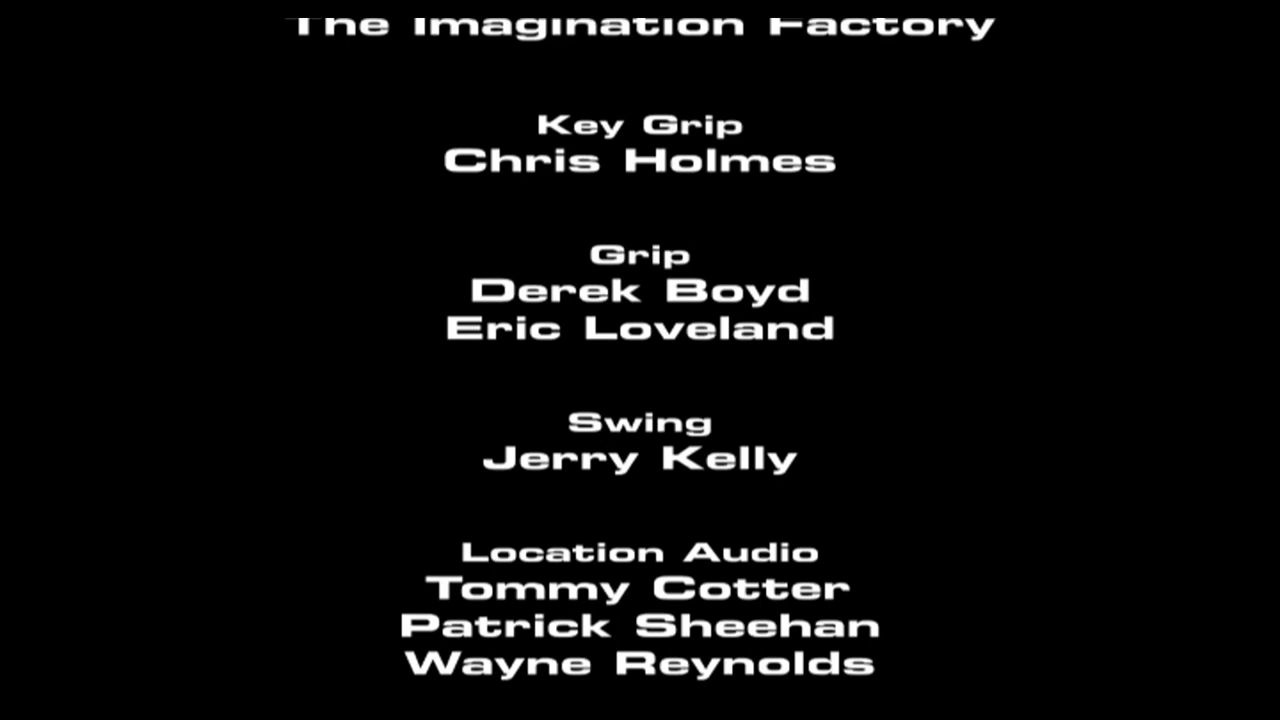 The Imagination Factory
Key Grip
Chris Holmes
Grip
Derek Boyd
Eric Loveland
Swing
Jerry Kelly
Location Audio
Tommy Cotter
Patrick Sheehan
Wayne Reynolds